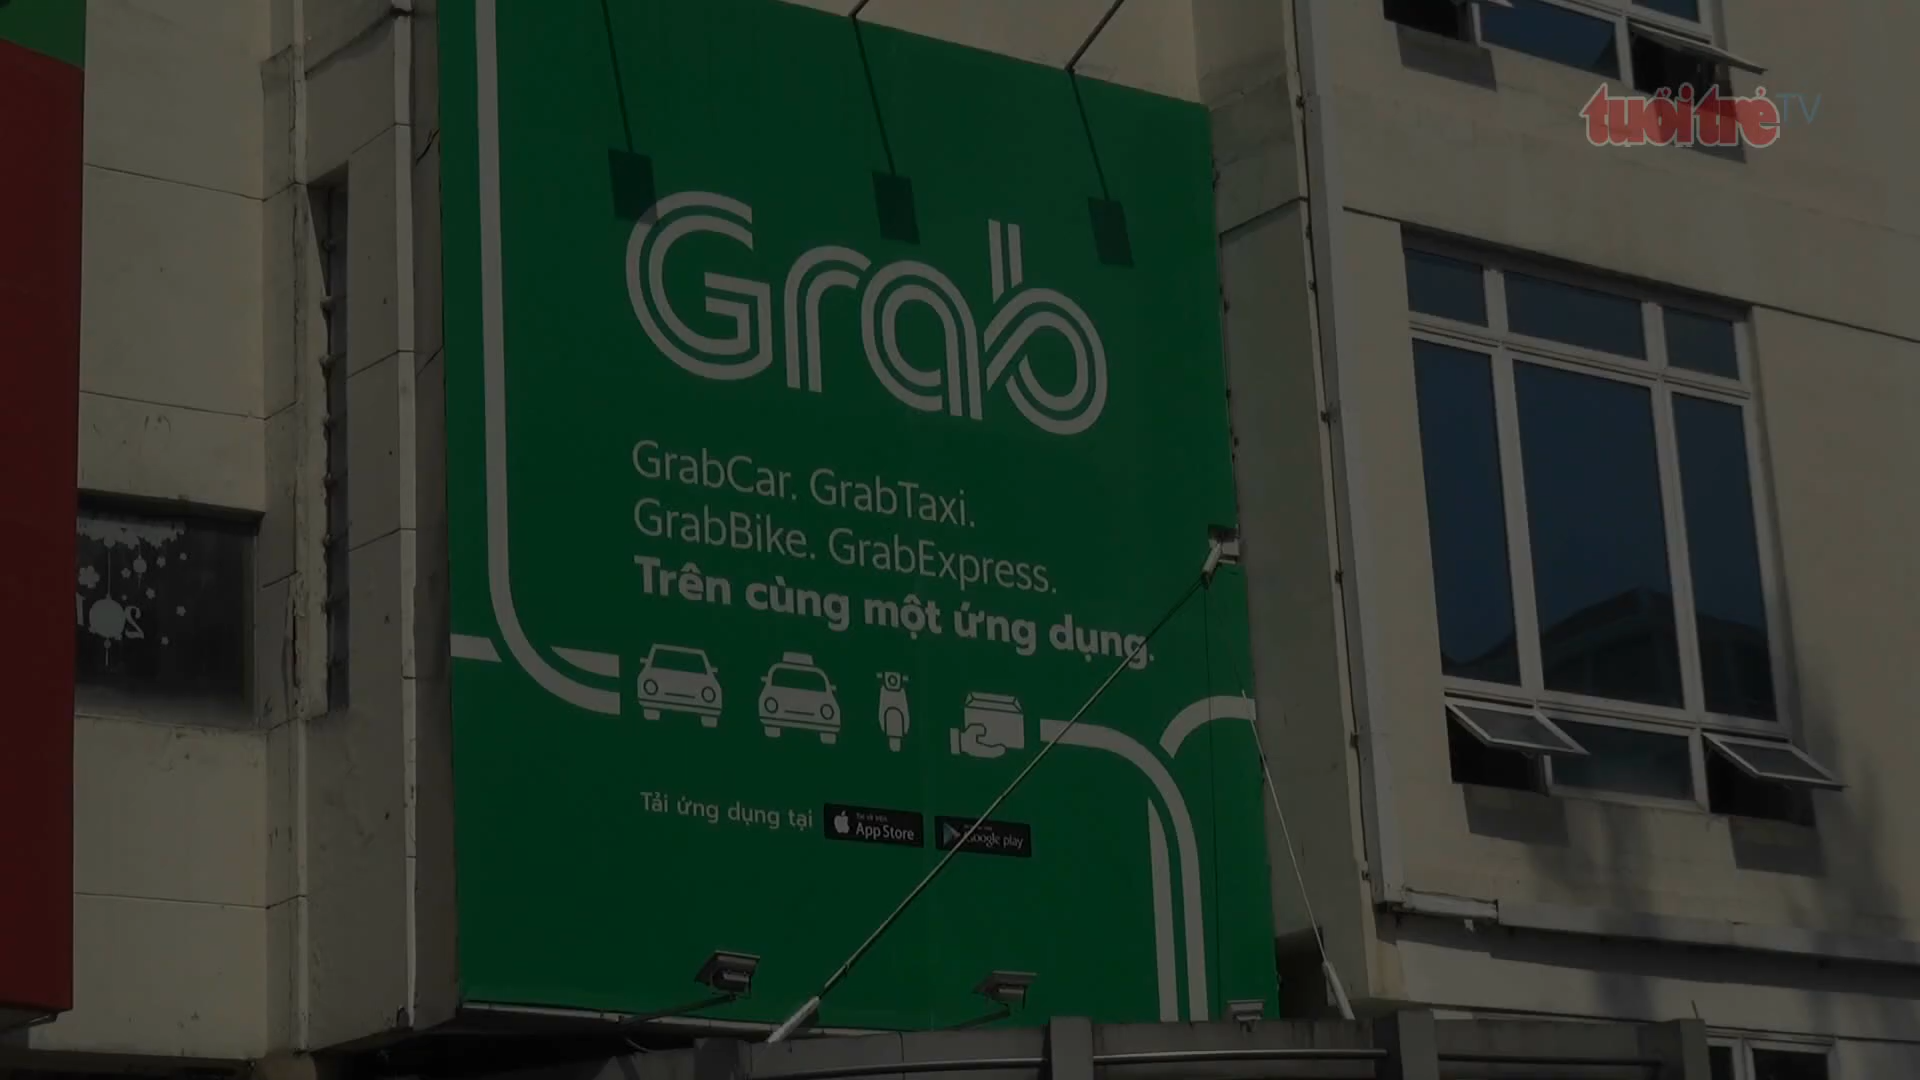 tuổi trẻ TV
Grab
GrabCar. GrabTaxi.
GrabBike. GrabExpress.
Trên cùng một ứng dụng.
Tải ứng dụng tại
App Store
Google play